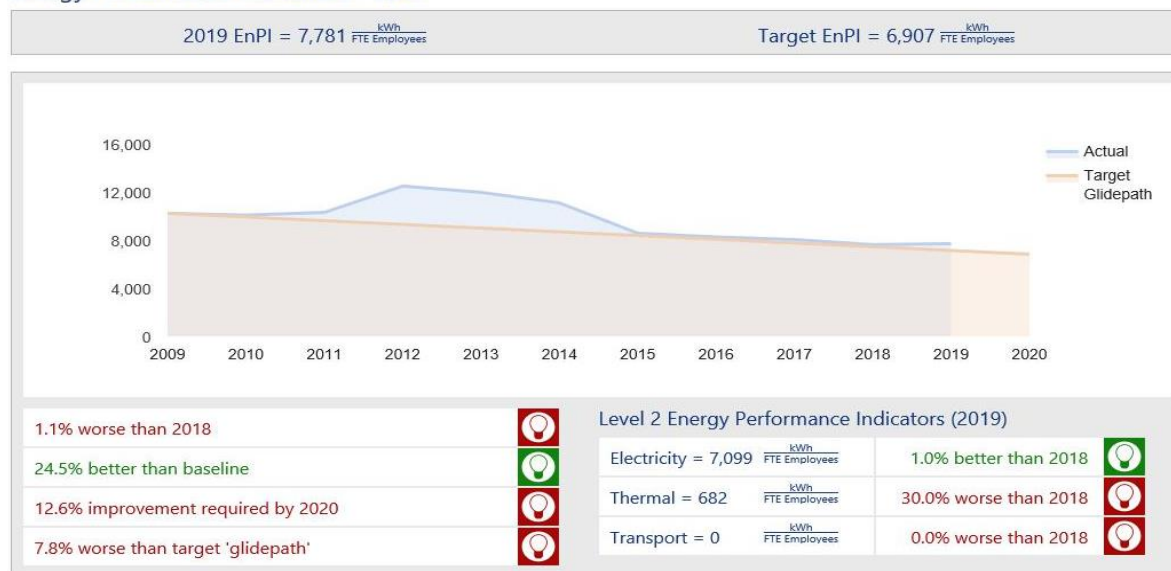 2019 EnPI = 7,781 kWh/FTE Employees
Target EnPI = 6,907 kWh/FTE Employees
16,000
12,000
8,000
4,000
0
2009 2010 2011 2012 2013 2014 2015 2016 2017 2018 2019 2020
Actual
Target
Glidepath
1.1% worse than 2018
24.5% better than baseline
12.6% improvement required by 2020
7.8% worse than target 'glidepath'
Level 2 Energy Performance Indicators (2019)
Electricity = 7,099 kWh/FTE Employees 1.0% better than 2018
Thermal = 682 kWh/FTE Employees 30.0% worse than 2018
Transport = 0 kWh/FTE Employees 0.0% worse than 2018